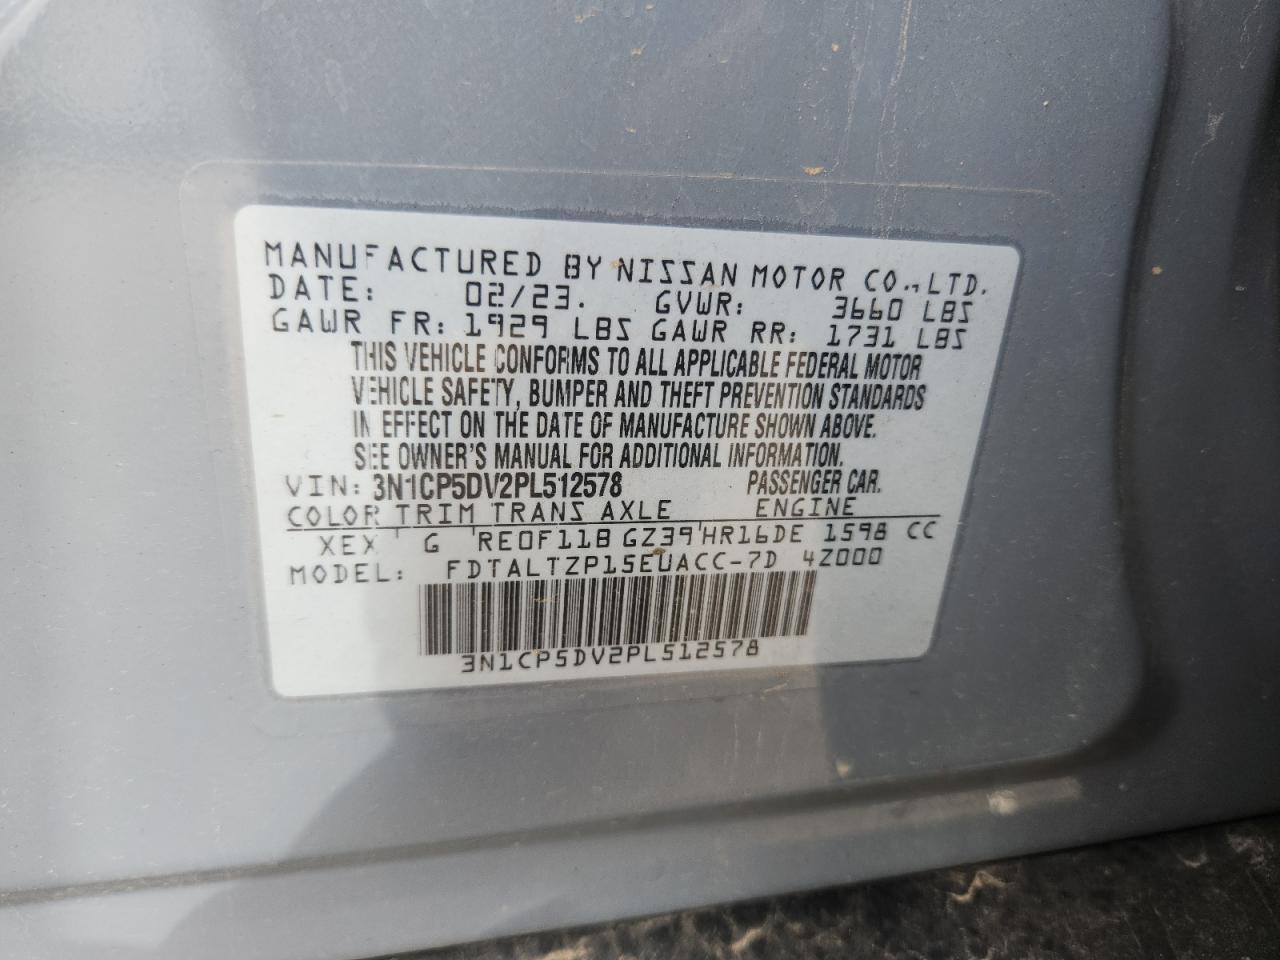 MANUFACTURED BY NISSAN MOTOR CO., LTD.
DATE: 02/23. GVWR: 3660 LBS
GAWR FR: 1929 LBS GAWR RR: 1731 LBS
THIS VEHICLE CONFORMS TO ALL APPLICABLE FEDERAL MOTOR
VEHICLE SAFETY, BUMPER AND THEFT PREVENTION STANDARDS
IN EFFECT ON THE DATE OF MANUFACTURE SHOWN ABOVE.
SEE OWNER'S MANUAL FOR ADDITIONAL INFORMATION.
VIN: 3N1CP5DV2PL512578 PASSENGER CAR.
COLOR TRIM TRANS AXLE ENGINE
XEX G RE0F11B GZ39 HR16DE 1598 CC
MODEL: FDTALTZP15EUACC-7D 4Z000
3N1CP5DV2PL512578